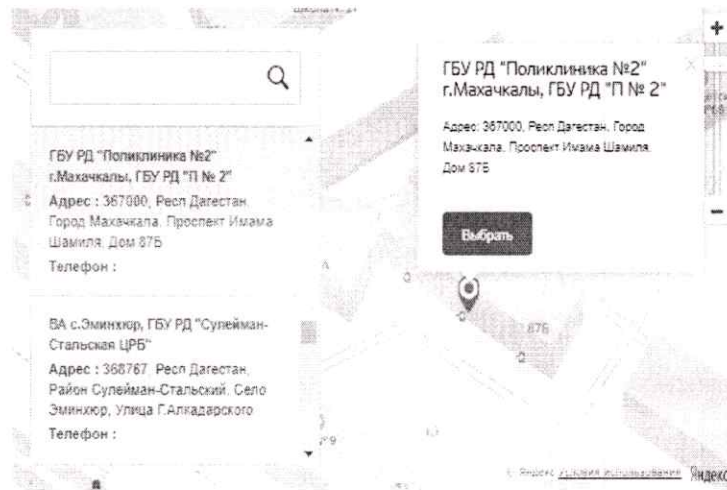 ГБУ РД "Поликлиника №2"
г.Махачкалы, ГБУ РД "П № 2"
Адрес : 367000, Респ Дагестан,
Город Махачкала, Проспект Имама
Шамиля, Дом 87Б
Телефон :
ВА с.Эминхюр, ГБУ РД "Сулейман-
Стальская ЦРБ"
Адрес : 368767, Респ Дагестан,
Район Сулейман-Стальский, Село
Эминхюр, Улица Г.Алкадарского
Телефон :
ГБУ РД "Поликлиника №2"
г.Махачкалы, ГБУ РД "П № 2"
Адрес: 367000, Респ Дагестан, Город
Махачкала, Проспект Имама Шамиля,
Дом 87Б
Выбрать
87Б
© Яндекс Условия использования Яндекс